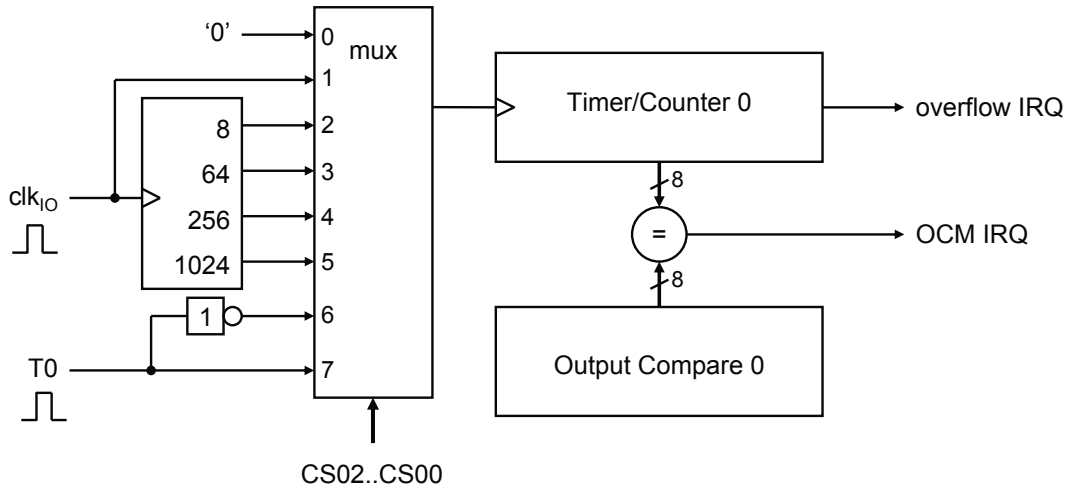 ‘0’
0
mux
1
Timer/Counter 0
overflow IRQ
8
2
64
3
8
clkIO
256
4
=
OCM IRQ
1024
5
8
1
6
T0
7
Output Compare 0
CS02..CS00